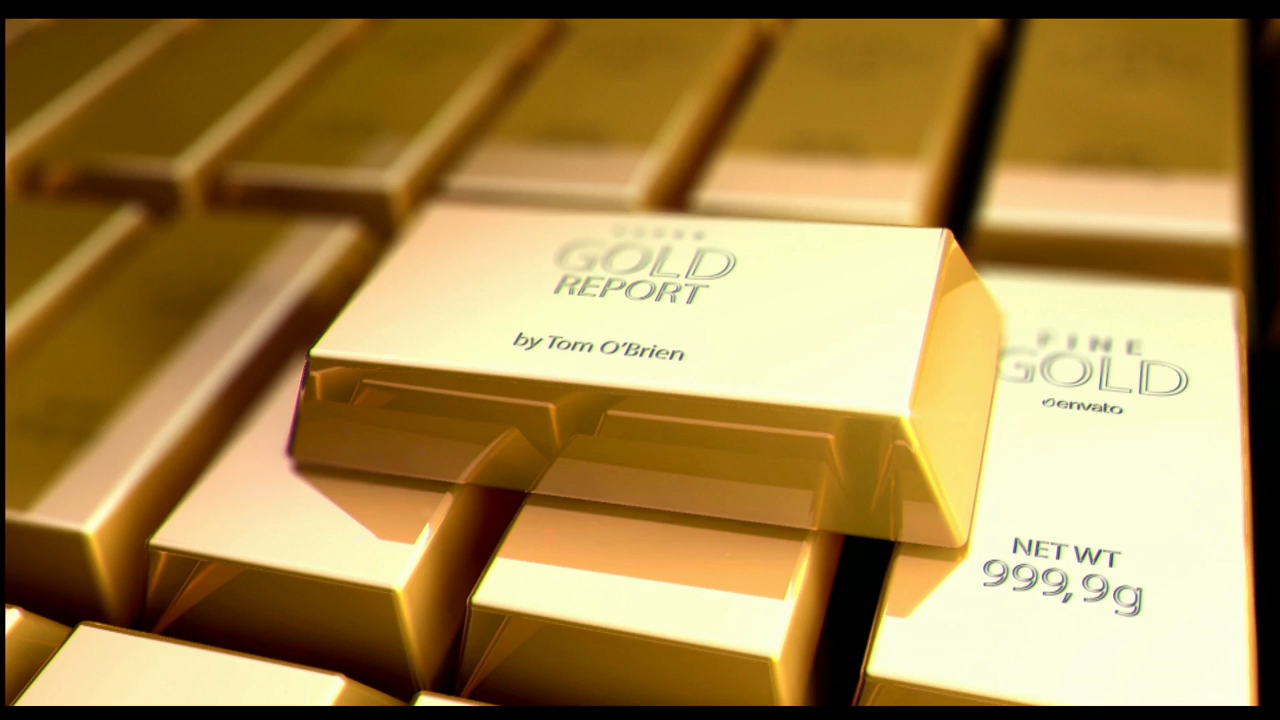 GOLD
REPORT
by Tom O'Brien
FINE
GOLD
envato
NET WT
999,9g